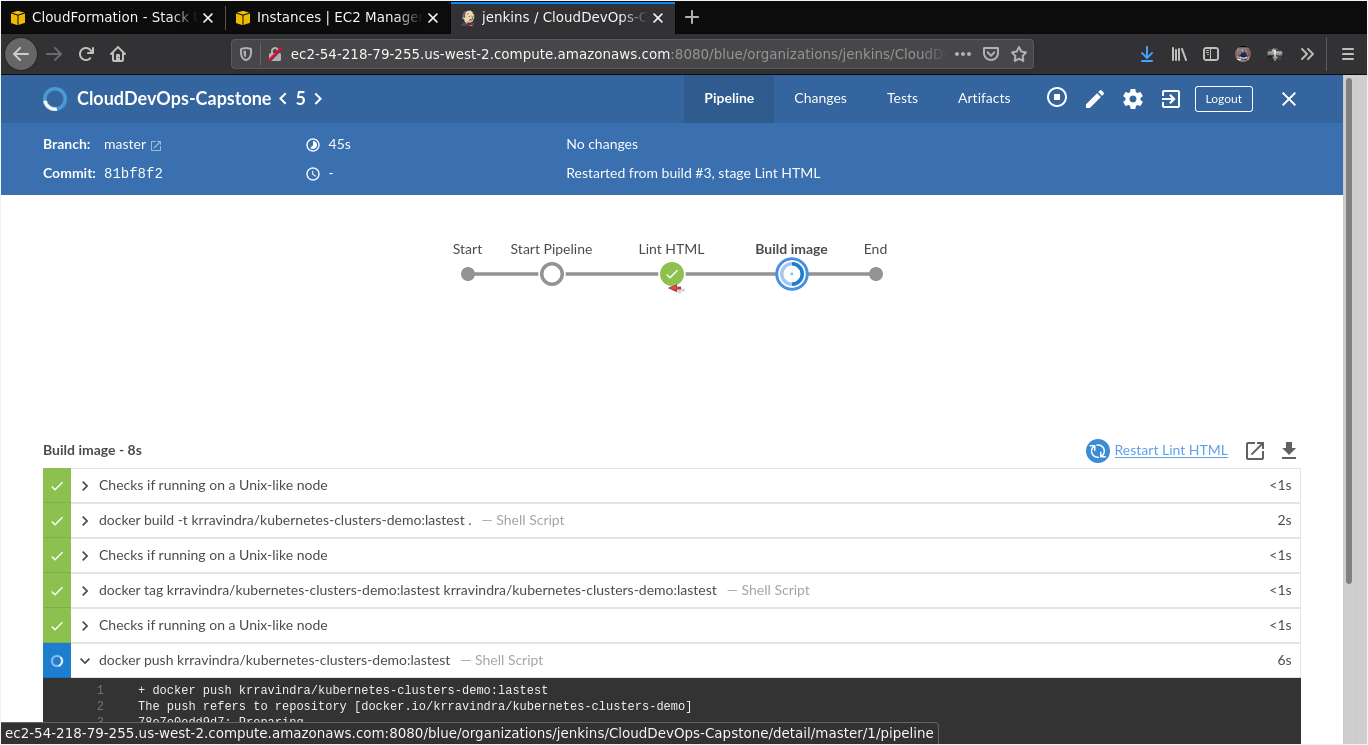 CloudFormation - Stack
Instances | EC2 Manage
jenkins / CloudDevOps-C
ec2-54-218-79-255.us-west-2.compute.amazonaws.com:8080/blue/organizations/jenkins/CloudD
CloudDevOps-Capstone < 5 >
Pipeline Changes Tests Artifacts Logout
Branch: master 45s No changes
Commit: 81bf8f2 - Restarted from build #3, stage Lint HTML
Start Start Pipeline Lint HTML Build image End
Build image - 8s Restart Lint HTML
Checks if running on a Unix-like node <1s
docker build -t krravindra/kubernetes-clusters-demo:lastest . — Shell Script 2s
Checks if running on a Unix-like node <1s
docker tag krravindra/kubernetes-clusters-demo:lastest krravindra/kubernetes-clusters-demo:lastest — Shell Script <1s
Checks if running on a Unix-like node <1s
docker push krravindra/kubernetes-clusters-demo:lastest — Shell Script 6s
1 + docker push krravindra/kubernetes-clusters-demo:lastest
2 The push refers to repository [docker.io/krravindra/kubernetes-clusters-demo]
3 Preparing
ec2-54-218-79-255.us-west-2.compute.amazonaws.com:8080/blue/organizations/jenkins/CloudDevOps-Capstone/detail/master/1/pipeline